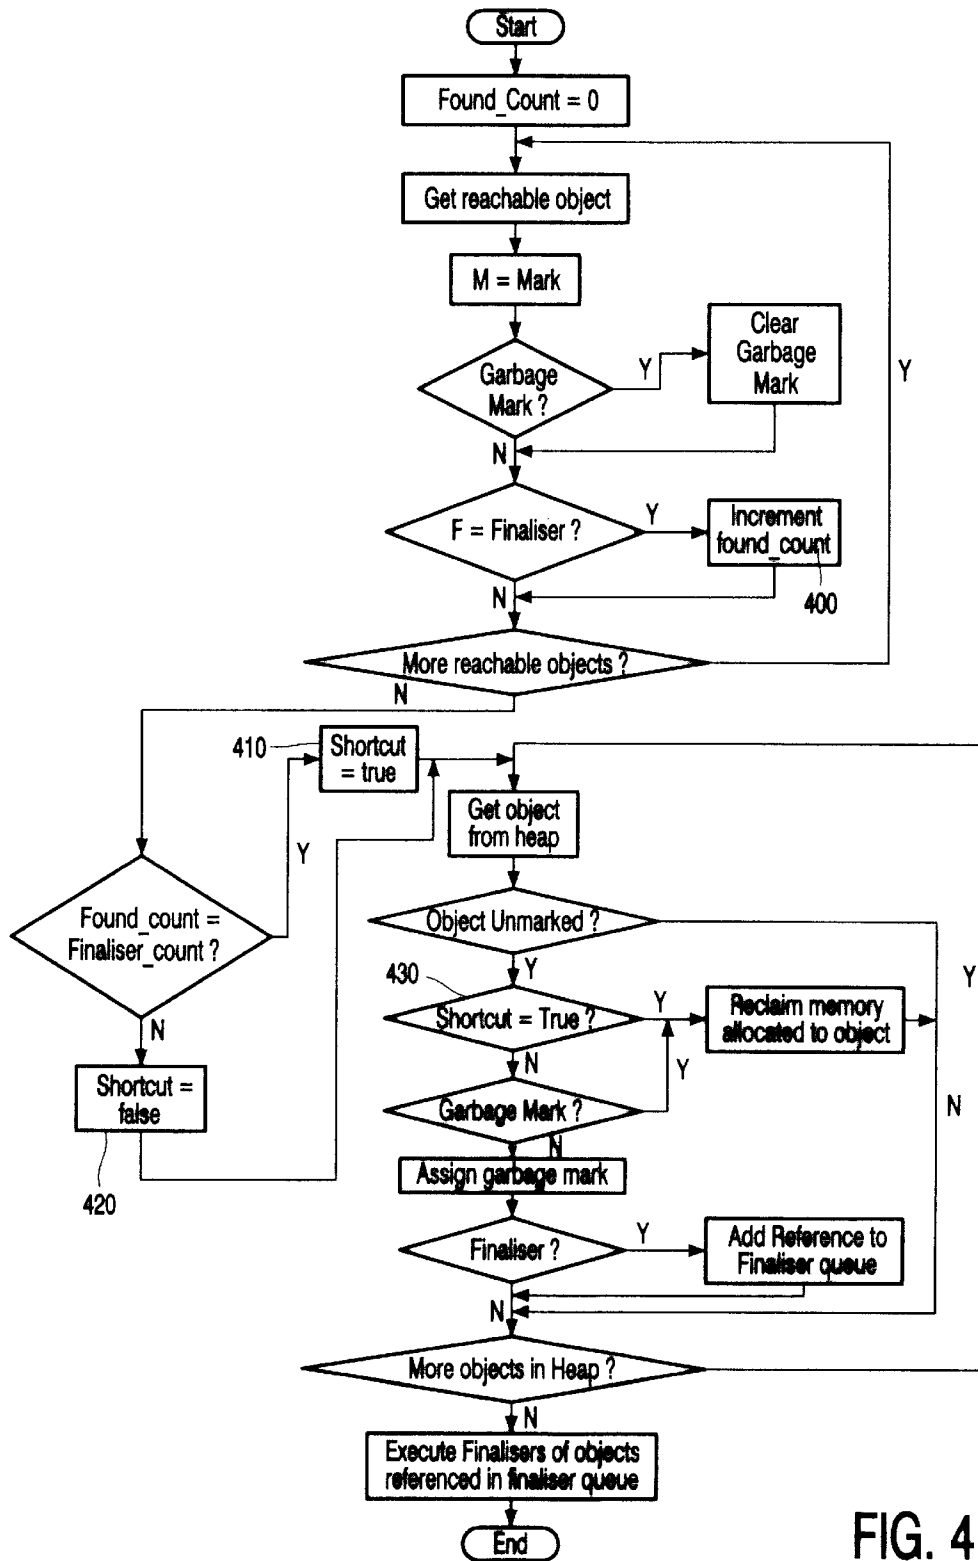 Start
Found_Count = 0
Get reachable object
M = Mark
Garbage
Mark ?
Y
Clear
Garbage
Mark
Y
N
F = Finaliser ?
Y
Increment
found_count
400
N
More reachable objects ?
N
410
Shortcut
= true
Get object
from heap
Y
Found_count =
Finaliser_count ?
Object Unmarked ?
Y
Y
430
Shortcut = True ?
Y
Reclaim memory
allocated to object
N
N
Y
N
Shortcut =
false
Garbage Mark ?
N
420
Assign garbage mark
Finaliser ?
Y
Add Reference to
Finaliser queue
N
More objects in Heap ?
N
Execute Finalisers of objects
referenced in finaliser queue
End
FIG. 4